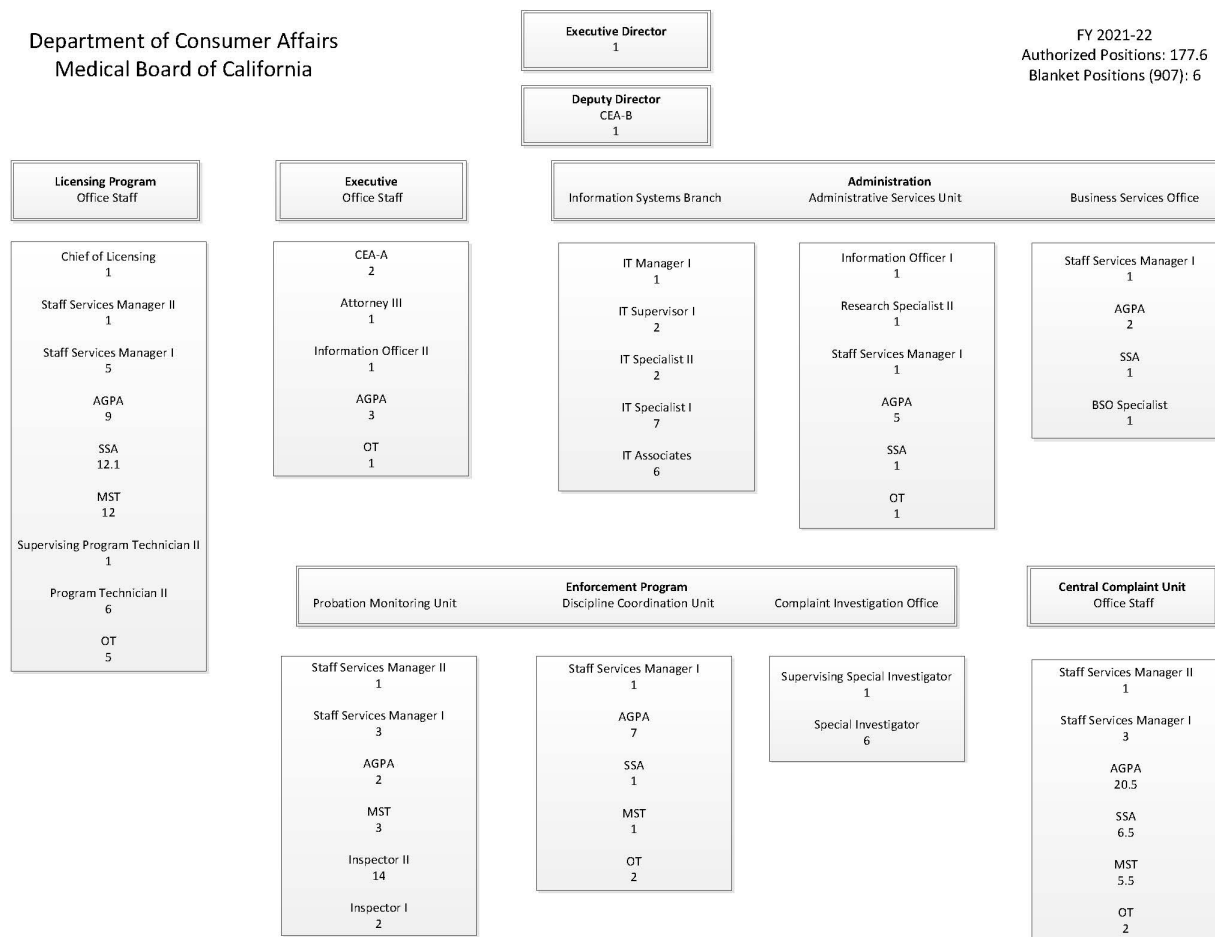 Department of Consumer Affairs
Medical Board of California
Executive Director
1
FY 2021-22
Authorized Positions: 177.6
Blanket Positions (907): 6
Deputy Director
CEA-B
1
Licensing Program
Office Staff
Executive
Office Staff
Administration
Information Systems Branch
Administrative Services Unit
Business Services Office
Chief of Licensing
1
Staff Services Manager II
1
Staff Services Manager I
5
AGPA
9
SSA
12.1
MST
12
Supervising Program Technician II
1
Program Technician II
6
OT
5
CEA-A
2
Attorney III
1
Information Officer II
1
AGPA
3
OT
1
IT Manager I
1
IT Supervisor I
2
IT Specialist II
2
IT Specialist I
7
IT Associates
6
Information Officer I
1
Research Specialist II
1
Staff Services Manager I
1
AGPA
5
SSA
1
OT
1
Staff Services Manager I
1
AGPA
2
SSA
1
BSO Specialist
1
Enforcement Program
Probation Monitoring Unit
Discipline Coordination Unit
Complaint Investigation Office
Central Complaint Unit
Office Staff
Staff Services Manager II
1
Staff Services Manager I
3
AGPA
2
MST
3
Inspector II
14
Inspector I
2
Staff Services Manager I
1
AGPA
7
SSA
1
MST
1
OT
2
Supervising Special Investigator
1
Special Investigator
6
Staff Services Manager II
1
Staff Services Manager I
3
AGPA
20.5
SSA
6.5
MST
5.5
OT
2